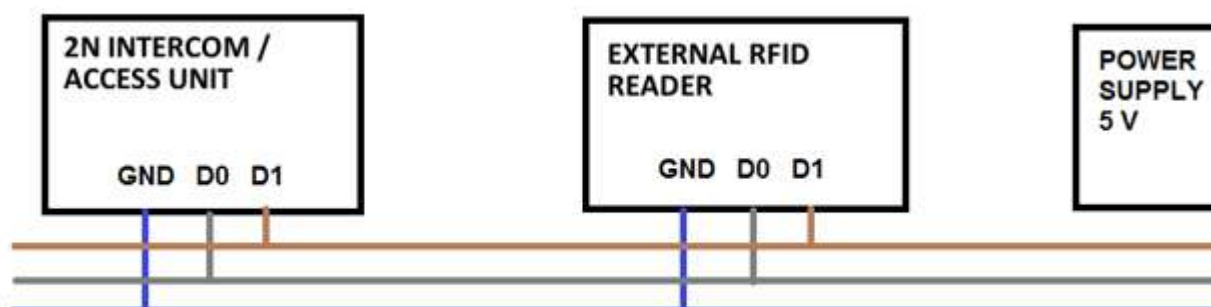 2N INTERCOM /
ACCESS UNIT
GND D0 D1
EXTERNAL RFID
READER
GND D0 D1
POWER
SUPPLY
5 V